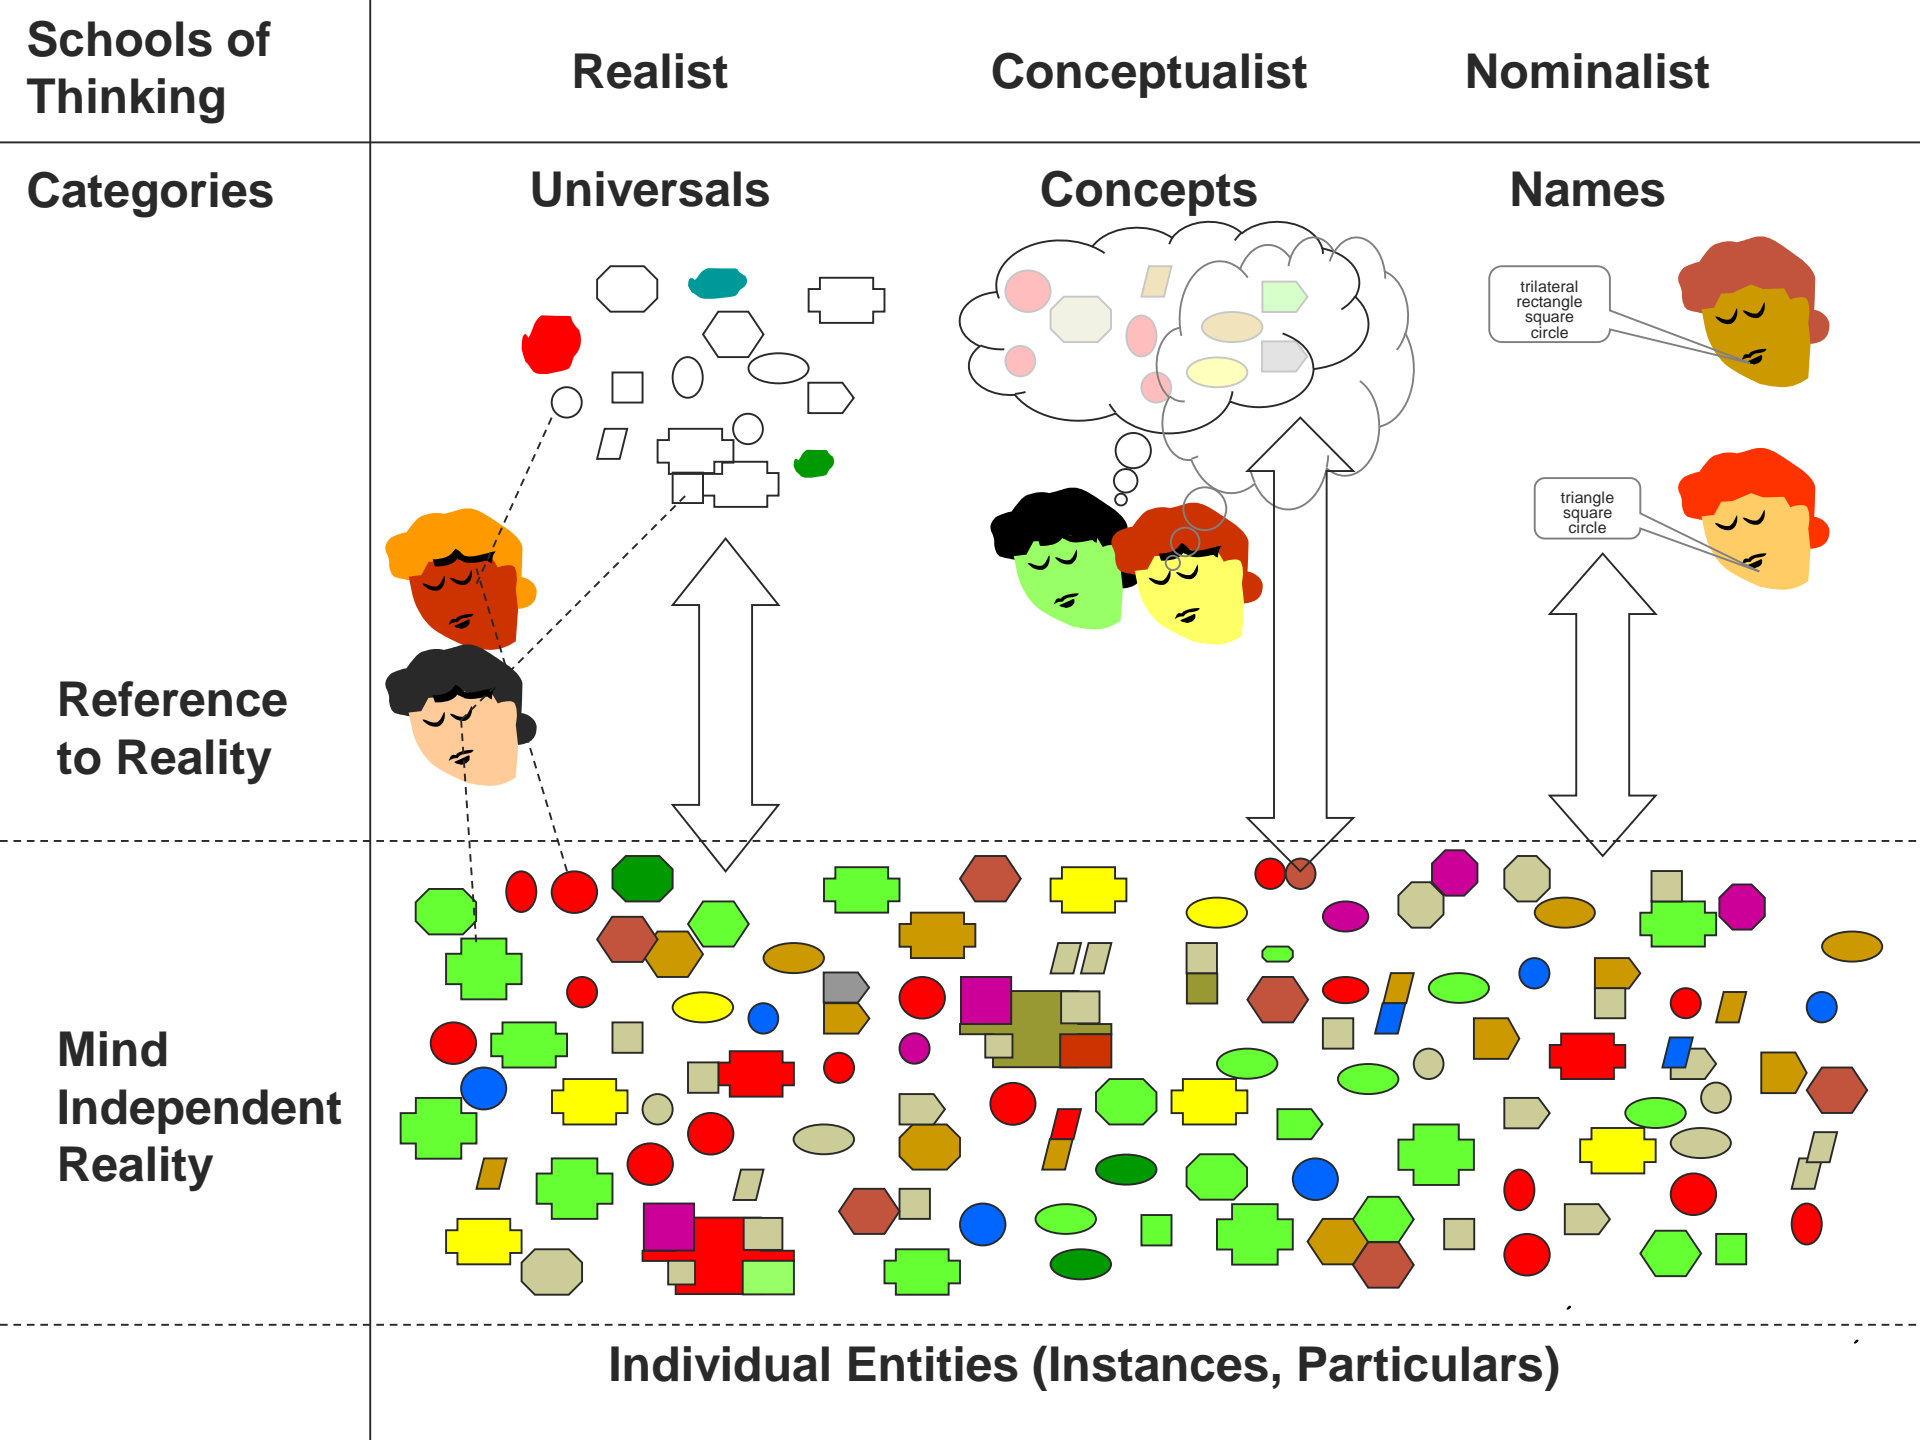 Schools of
Thinking
Realist
Conceptualist
Nominalist
Categories
Universals
Concepts
Names
trilateral
rectangle
square
circle
triangle
square
circle
Reference
to Reality
Mind
Independent
Reality
Individual Entities (Instances, Particulars)